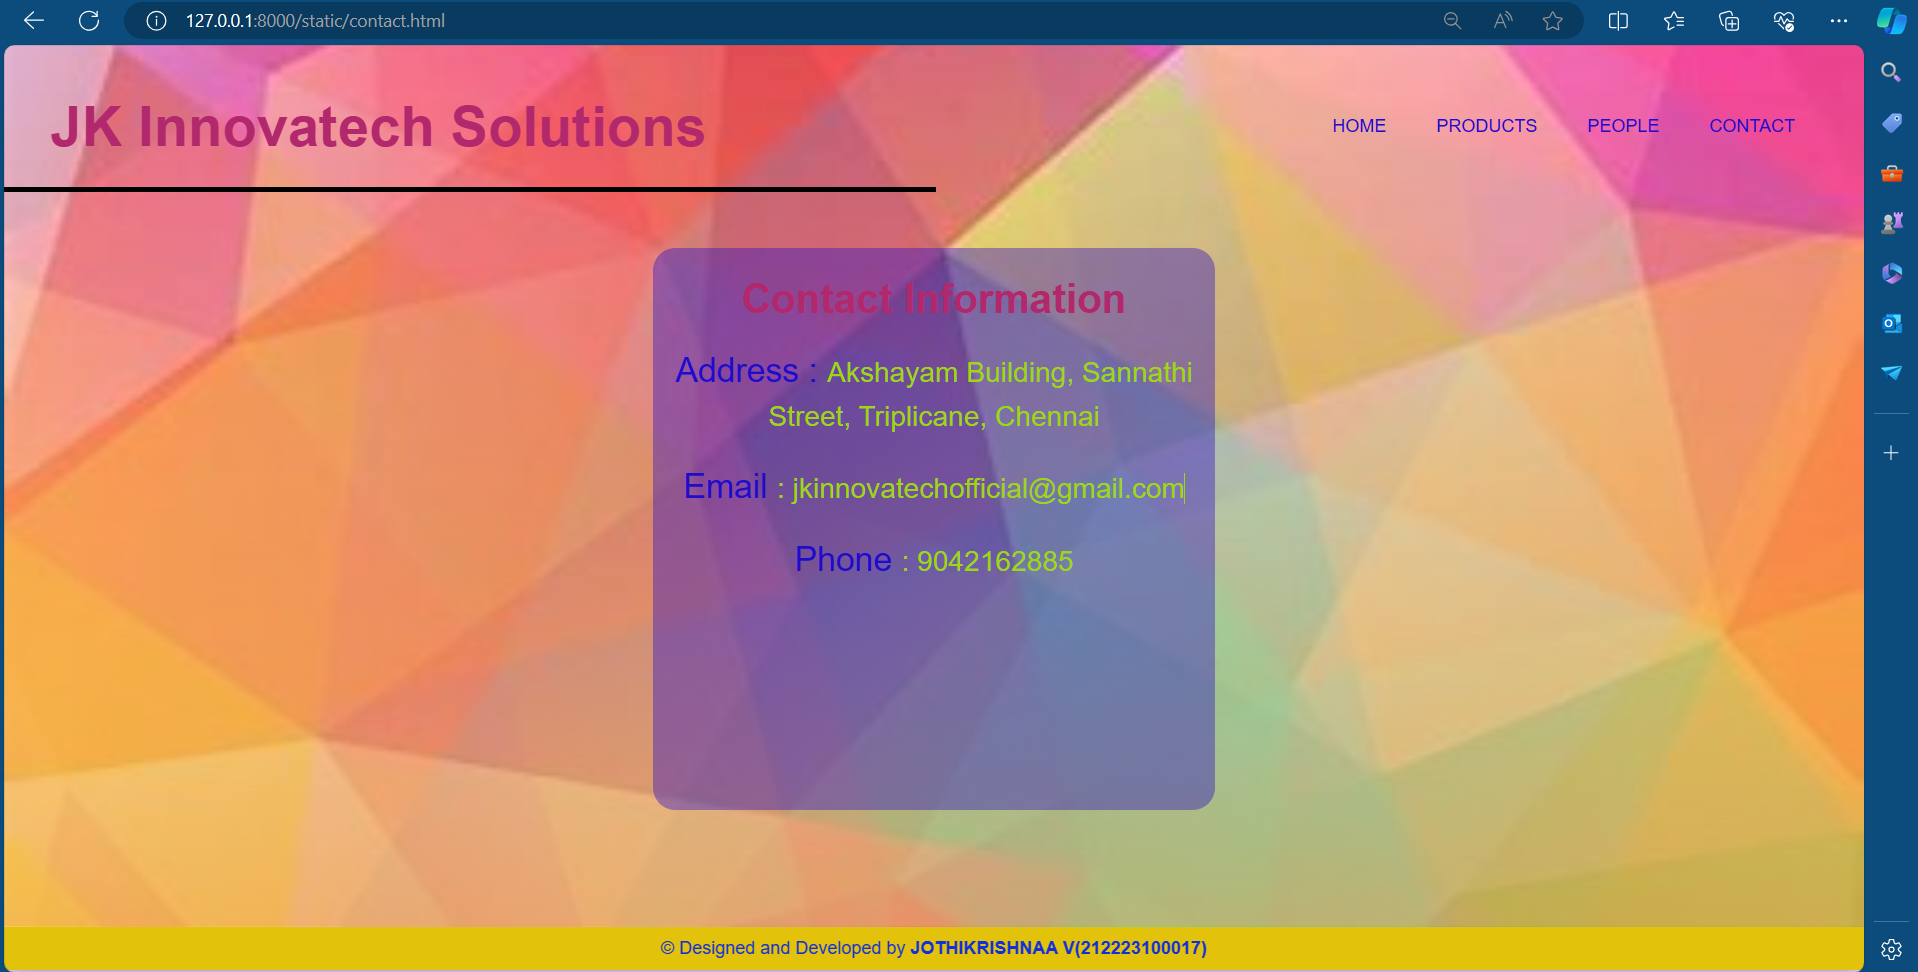 127.0.0.1:8000/static/contact.html
JK Innovatech Solutions
HOME PRODUCTS PEOPLE CONTACT
Contact Information
Address : Akshayam Building, Sannathi
Street, Triplicane, Chennai
Email : jkinnovatechofficial@gmail.com
Phone : 9042162885
© Designed and Developed by JOTHIKRISHNAA V(212223100017)